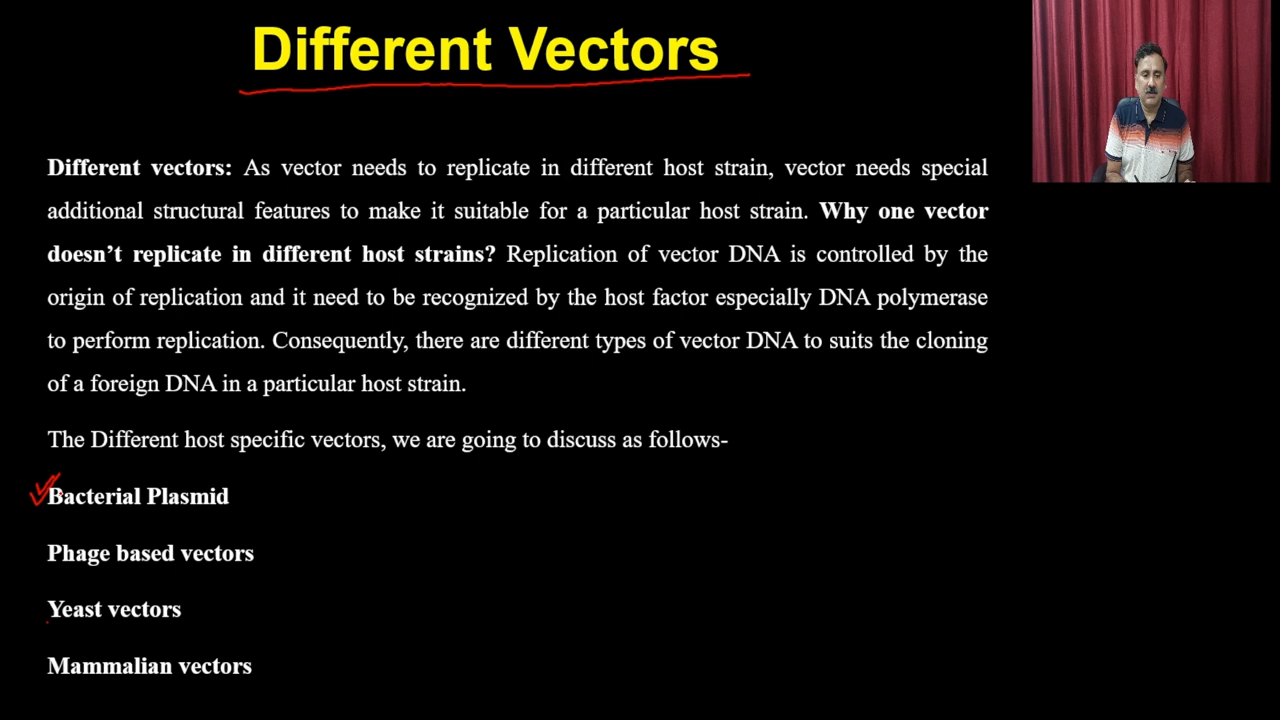 Different Vectors
Different vectors: As vector needs to replicate in different host strain, vector needs special
additional structural features to make it suitable for a particular host strain. Why one vector
doesn’t replicate in different host strains? Replication of vector DNA is controlled by the
origin of replication and it need to be recognized by the host factor especially DNA polymerase
to perform replication. Consequently, there are different types of vector DNA to suits the cloning
of a foreign DNA in a particular host strain.
The Different host specific vectors, we are going to discuss as follows-
Bacterial Plasmid
Phage based vectors
Yeast vectors
Mammalian vectors